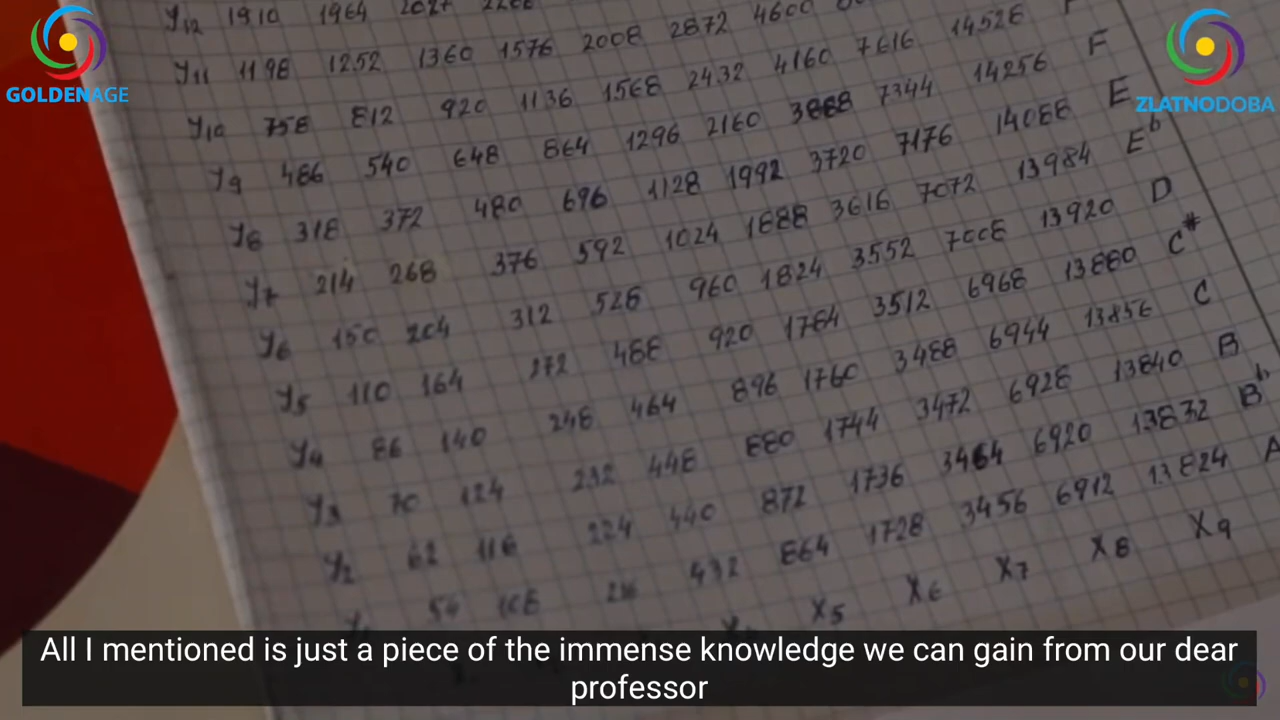 GOLDENAGE
ZLATNODOBA
y12 1910 1964
y11 1198 1252 1360 1576 2008 2872 4600
y10 758 812 920 1136 1568 2432 4160 7616 14528
y9 486 540 648 864 1296 2160 3888 7344 14256 F
y8 318 372 480 696 1128 1992 3720 7176 14088 E
y7 214 268 376 592 1024 1888 3616 7072 13984 Eb
y6 150 204 312 528 960 1824 3552 7008 13920 D
y5 110 164 272 488 920 1784 3512 6968 13880 C#
y4 86 140 248 464 896 1760 3488 6944 13856 C
y3 70 124 232 448 880 1744 3472 6928 13840 B
y2 62 116 224 440 872 1736 3464 6920 13832 Bb
54 108 216 432 864 1728 3456 6912 13824 A
X5 X6 X7 X8 X9
All I mentioned is just a piece of the immense knowledge we can gain from our dear
professor